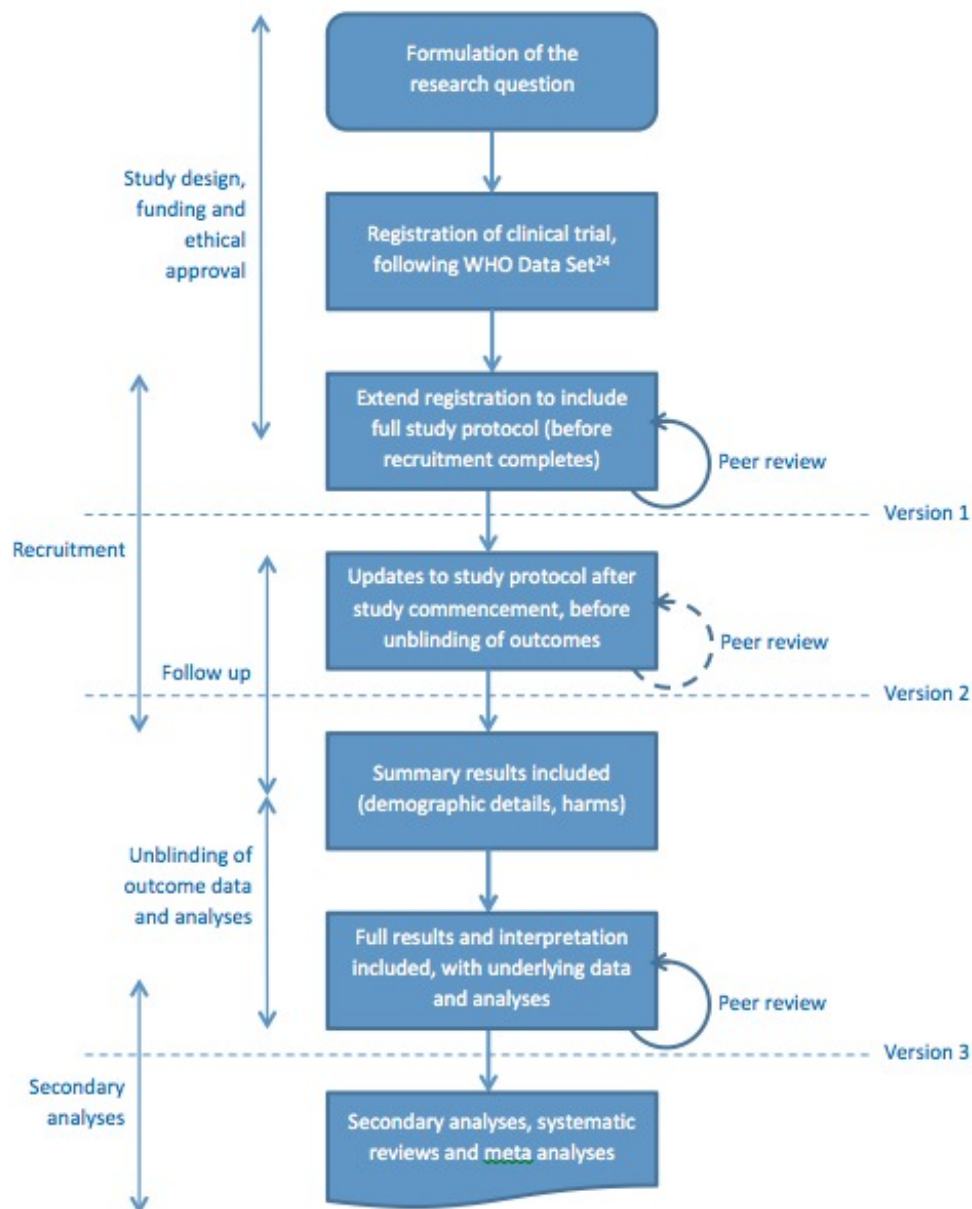 Formulation of the
research question
Study design,
funding and
ethical
approval
Registration of clinical trial,
following WHO Data Set24
Extend registration to include
full study protocol (before
recruitment completes)
Peer review
Version 1
Recruitment
Updates to study protocol after
study commencement, before
unblinding of outcomes
Peer review
Follow up
Version 2
Summary results included
(demographic details, harms)
Unblinding of
outcome data
and analyses
Full results and interpretation
included, with underlying data
and analyses
Peer review
Version 3
Secondary
analyses
Secondary analyses, systematic
reviews and meta analyses